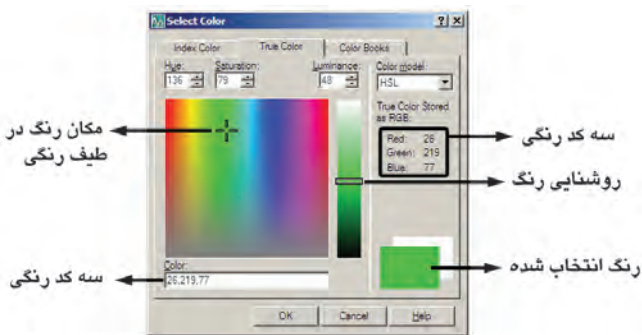 Select Color
Index Color True Color Color Books
Hue: Saturation: Luminance: Color model:
136 79 48 HSL
True Color Stored
as RGB:
Red: 26
Green: 219
Blue: 77
سه کد رنگی
روشنایی رنگ
رنگ انتخاب شده
مکان رنگ در
طیف رنگی
سه کد رنگی
Color:
26,219,77
OK Cancel Help